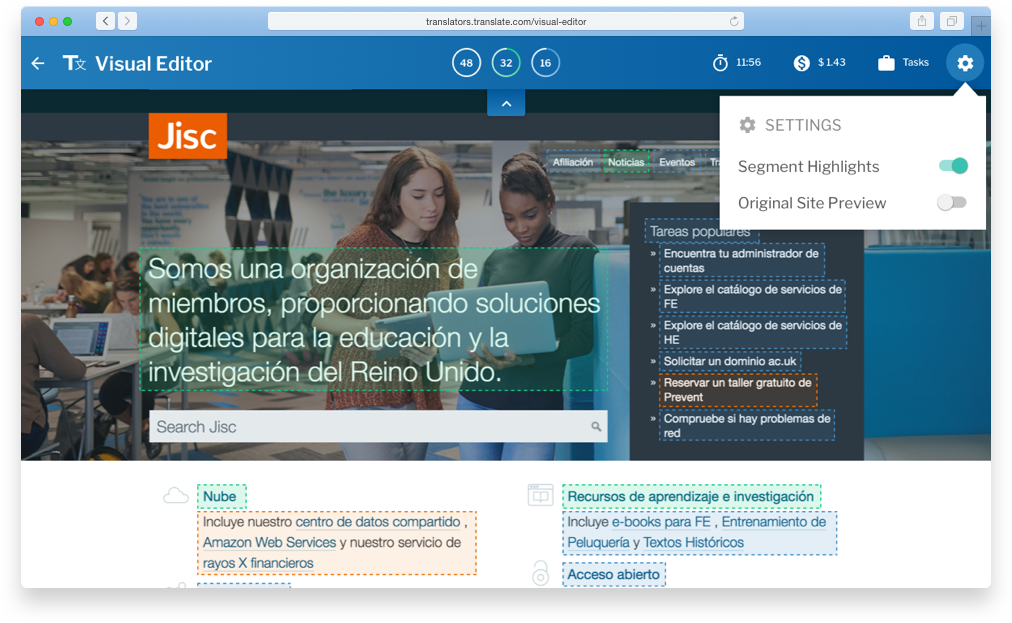 translators.translate.com/visual-editor
Visual Editor
48
32
16
11:56
$ 1.43
Tasks
SETTINGS
Segment Highlights
Original Site Preview
Jisc
Afiliación
Noticias
Eventos
Somos una organización de
miembros, proporcionando soluciones
digitales para la educación y la
investigación del Reino Unido.
Search Jisc
Tareas populares
» Encuentra tu administrador de
cuentas
» Explore el catálogo de servicios de
FE
» Explore el catálogo de servicios de
HE
» Solicitar un dominio ac.uk
» Reservar un taller gratuito de
Prevent
» Compruebe si hay problemas de
red
Nube
Incluye nuestro centro de datos compartido ,
Amazon Web Services y nuestro servicio de
rayos X financieros
Recursos de aprendizaje e investigación
Incluye e-books para FE , Entrenamiento de
Peluquería y Textos Históricos
Acceso abierto